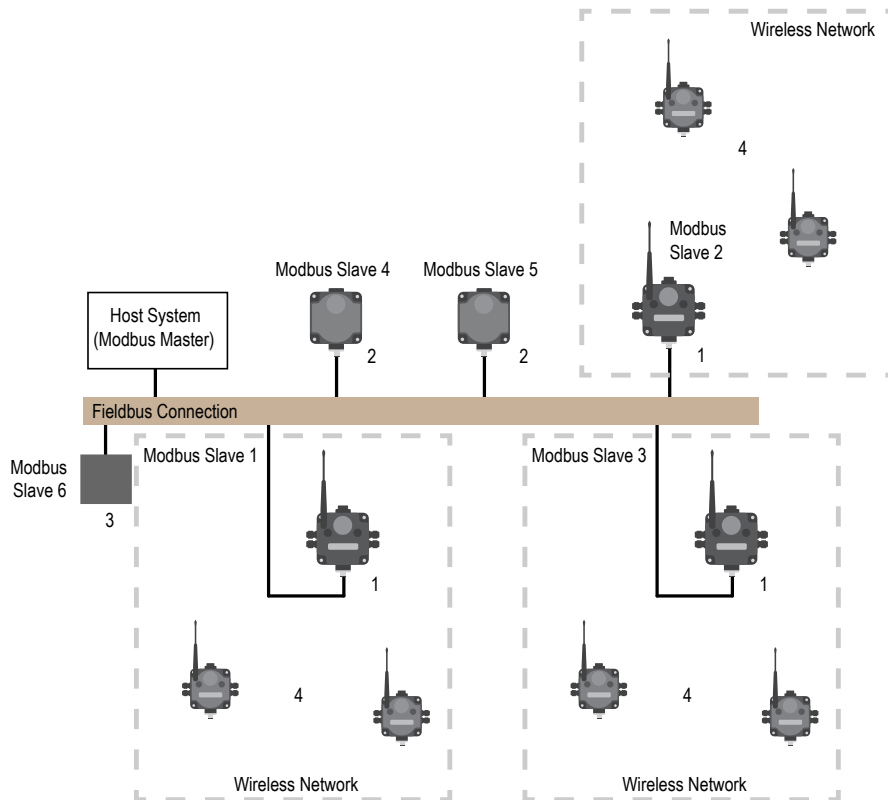 Wireless Network
4
Modbus
Slave 2
1
Modbus Slave 4
Modbus Slave 5
2
2
Host System
(Modbus Master)
Fieldbus Connection
Modbus
Slave 6
3
Modbus Slave 1
1
4
Wireless Network
Modbus Slave 3
1
4
Wireless Network